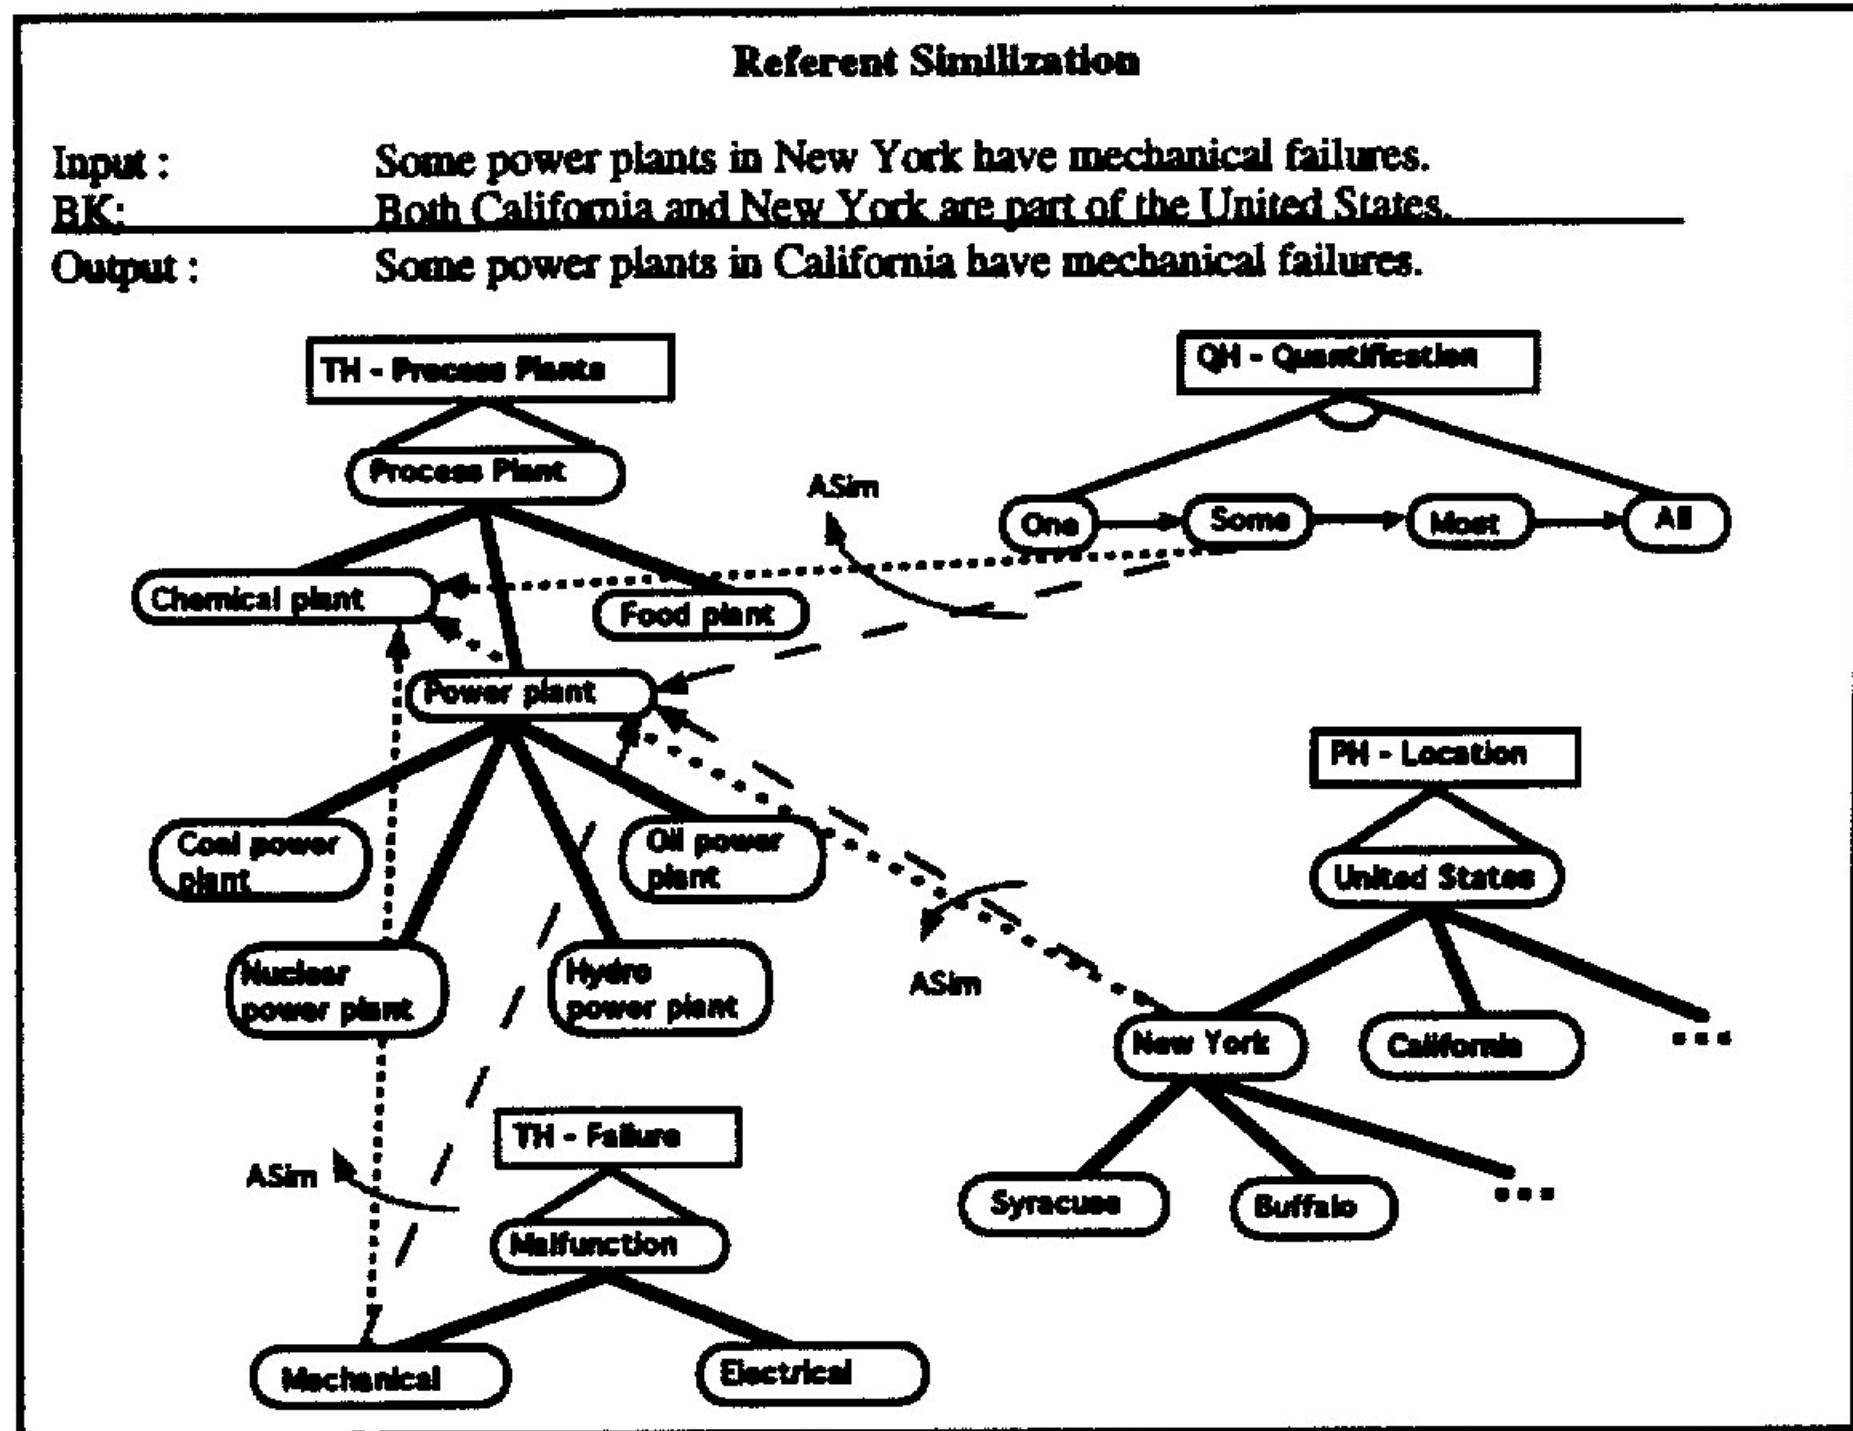 Referent Similization
Input : Some power plants in New York have mechanical failures.
BK: Both California and New York are part of the United States.
Output : Some power plants in California have mechanical failures.
TH - Process Plants
QH - Quantification
Process Plant
ASim
One
Some
Most
All
Chemical plant
Food plant
Power plant
PH - Location
Coal power
plant
Oil power
plant
United States
Nuclear
power plant
Hydro
power plant
ASim
New York
California
...
TH - Failure
ASim
Syracuse
Buffalo
...
Malfunction
Mechanical
Electrical